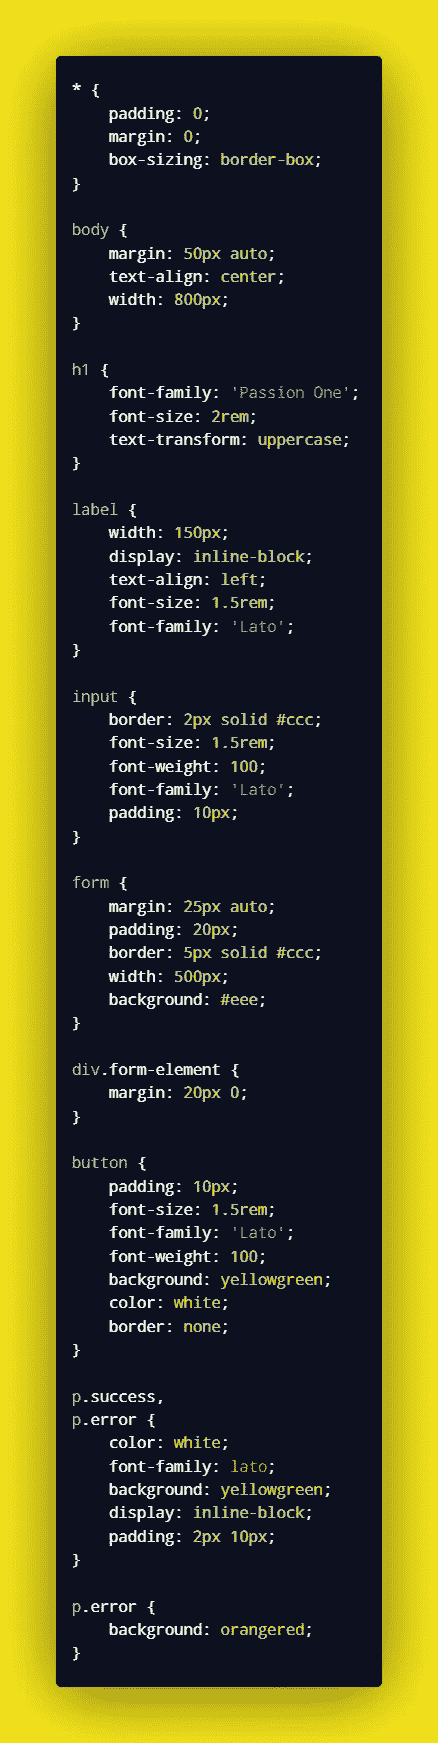 * {
    padding: 0;
    margin: 0;
    box-sizing: border-box;
}

body {
    margin: 50px auto;
    text-align: center;
    width: 800px;
}

h1 {
    font-family: 'Passion One';
    font-size: 2rem;
    text-transform: uppercase;
}

label {
    width: 150px;
    display: inline-block;
    text-align: left;
    font-size: 1.5rem;
    font-family: 'Lato';
}

input {
    border: 2px solid #ccc;
    font-size: 1.5rem;
    font-weight: 100;
    font-family: 'Lato';
    padding: 10px;
}

form {
    margin: 25px auto;
    padding: 20px;
    border: 5px solid #ccc;
    width: 500px;
    background: #eee;
}

div.form-element {
    margin: 20px 0;
}

button {
    padding: 10px;
    font-size: 1.5rem;
    font-family: 'Lato';
    font-weight: 100;
    background: yellowgreen;
    color: white;
    border: none;
}

p.success,
p.error {
    color: white;
    font-family: lato;
    background: yellowgreen;
    display: inline-block;
    padding: 2px 10px;
}

p.error {
    background: orangered;
}